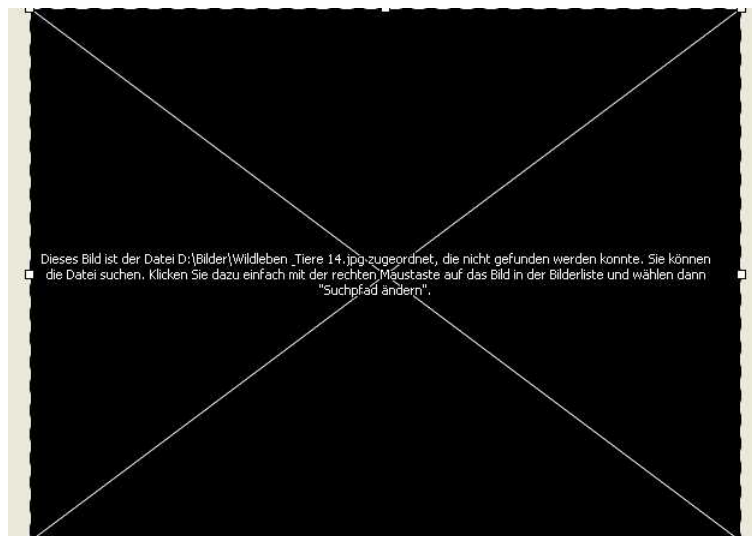 Dieses Bild ist der Datei D:\Bilder\Wildleben _Tiere 14.jpg zugeordnet, die nicht gefunden werden konnte. Sie können
die Datei suchen. Klicken Sie dazu einfach mit der rechten Maustaste auf das Bild in der Bilderliste und wählen dann
"Suchpfad ändern".